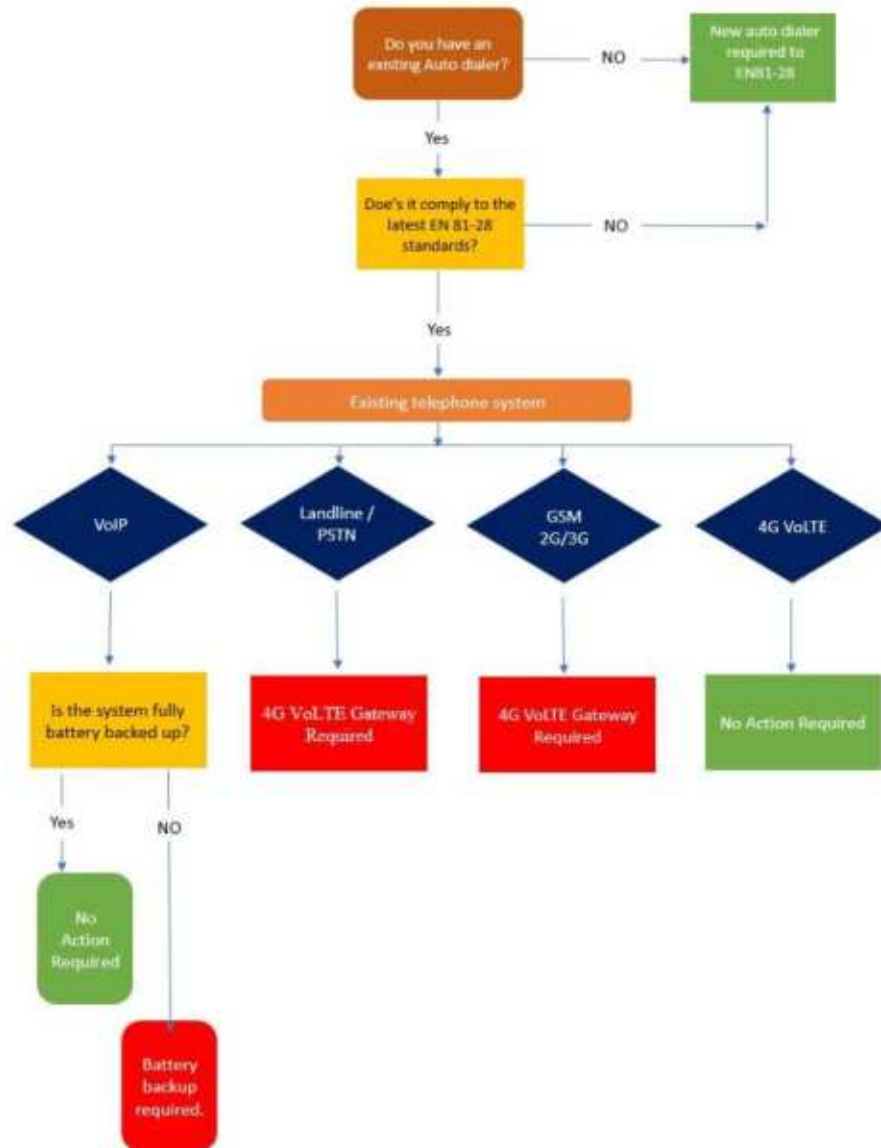 Do you have an
existing Auto dialer?
NO
New auto dialer
required to
EN81-28
Yes
Doe's it comply to the
latest EN 81-28
standards?
NO
Yes
Existing telephone system
VoIP
Landline /
PSTN
GSM
2G/3G
4G VoLTE
Is the system fully
battery backed up?
4G VoLTE Gateway
Required
4G VoLTE Gateway
Required
No Action Required
Yes
NO
No
Action
Required
Battery
backup
required.